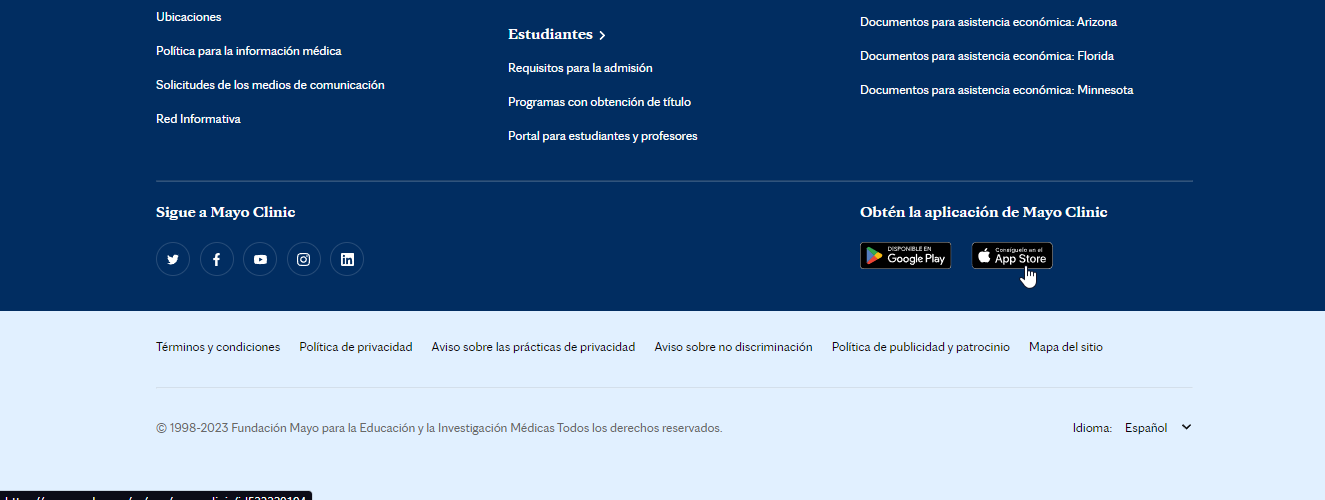 Ubicaciones
Política para la información médica
Solicitudes de los medios de comunicación
Red Informativa
Estudiantes
Requisitos para la admisión
Programas con obtención de título
Portal para estudiantes y profesores
Documentos para asistencia económica: Arizona
Documentos para asistencia económica: Florida
Documentos para asistencia económica: Minnesota
Sigue a Mayo Clinic
Obtén la aplicación de Mayo Clinic
DISPONIBLE EN
Google Play
Consíguelo en el
App Store
Términos y condiciones Política de privacidad Aviso sobre las prácticas de privacidad Aviso sobre no discriminación Política de publicidad y patrocinio Mapa del sitio
© 1998-2023 Fundación Mayo para la Educación y la Investigación Médicas Todos los derechos reservados.
Idioma: Español